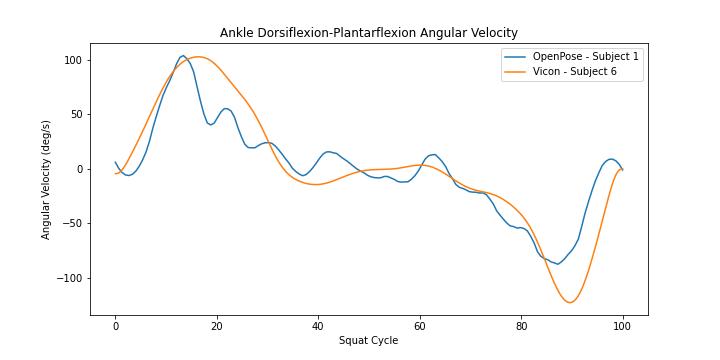 Ankle Dorsiflexion-Plantarflexion Angular Velocity
OpenPose - Subject 1
Vicon - Subject 6
Angular Velocity (deg/s)
100
50
0
−50
−100
0 20 40 60 80 100
Squat Cycle